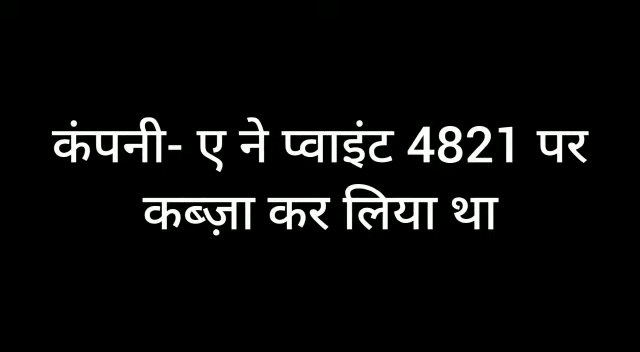 कंपनी- ए ने प्वाइंट 4821 पर
कब्ज़ा कर लिया था